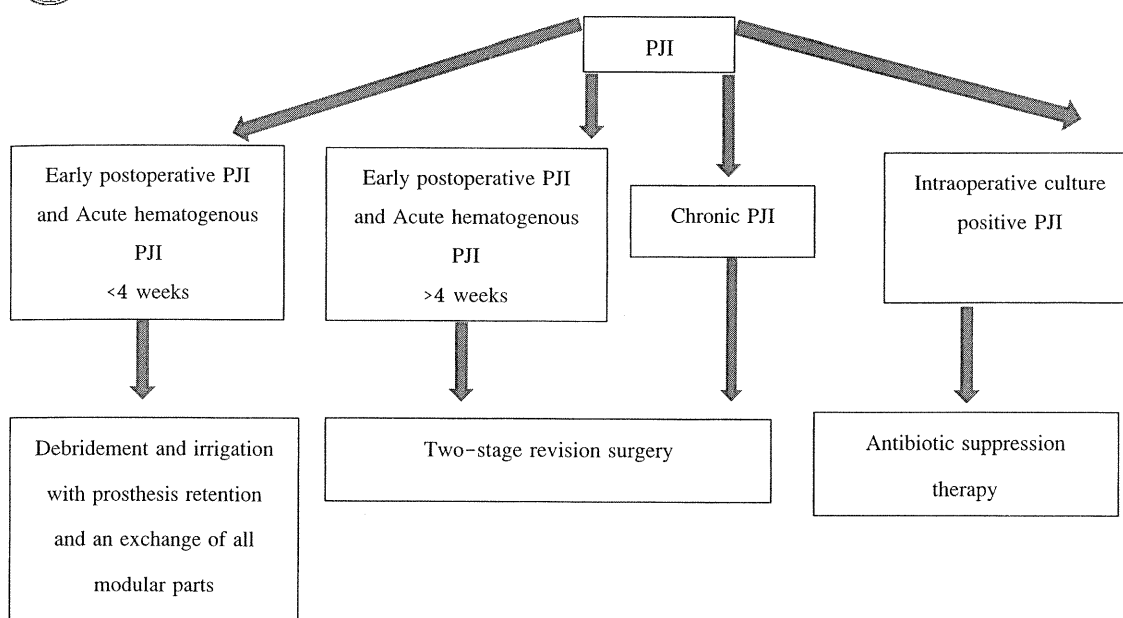 PJI
Early postoperative PJI
and Acute hematogenous
PJI
<4 weeks
Early postoperative PJI
and Acute hematogenous
PJI
>4 weeks
Chronic PJI
Intraoperative culture
positive PJI
Debridement and irrigation
with prosthesis retention
and an exchange of all
modular parts
Two-stage revision surgery
Antibiotic suppression
therapy